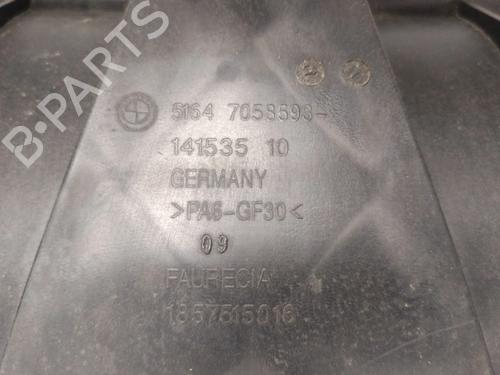 5164 7058598-
141535 10
GERMANY
>PA6-GF30<
09
FAURECIA
1857515016
B-PARTS